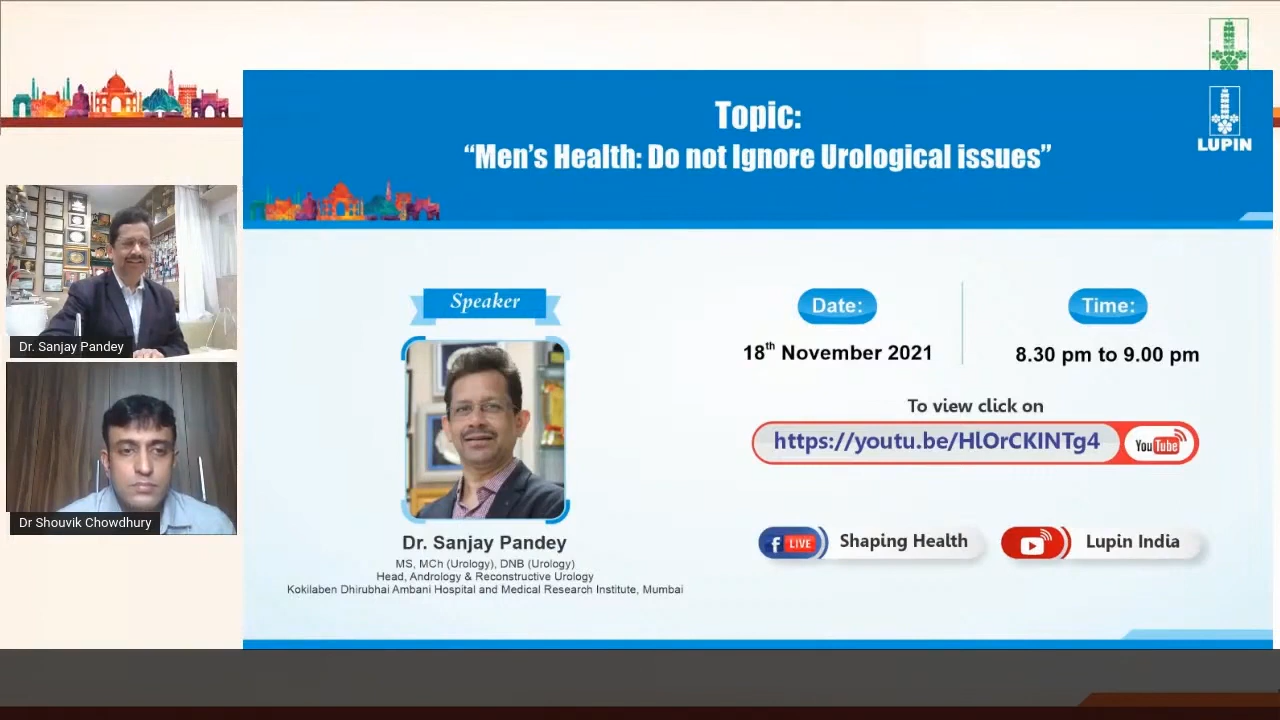 Topic:
“Men’s Health: Do not Ignore Urological issues”
LUPIN
Dr. Sanjay Pandey
Dr Shouvik Chowdhury
Speaker
Dr. Sanjay Pandey
MS, MCh (Urology), DNB (Urology)
Head, Andrology & Reconstructive Urology
Kokilaben Dhirubhai Ambani Hospital and Medical Research Institute, Mumbai
Date:
18th November 2021
Time:
8.30 pm to 9.00 pm
To view click on
https://youtu.be/HlOrCKINTg4
YouTube
f LIVE
Shaping Health
Lupin India